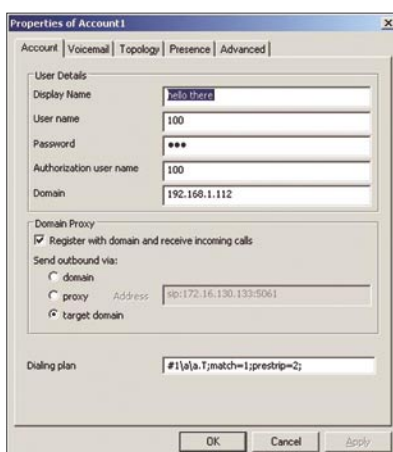 Properties of Account1
Account Voicemail Topology Presence Advanced
User Details
Display Name hello there
User name 100
Password ●●●
Authorization user name 100
Domain 192.168.1.112
Domain Proxy
Register with domain and receive incoming calls
Send outbound via:
domain
proxy Address sip:172.16.130.133:5061
target domain
Dialing plan #1\a\a.T;match=1;prestrip=2;
OK Cancel Apply